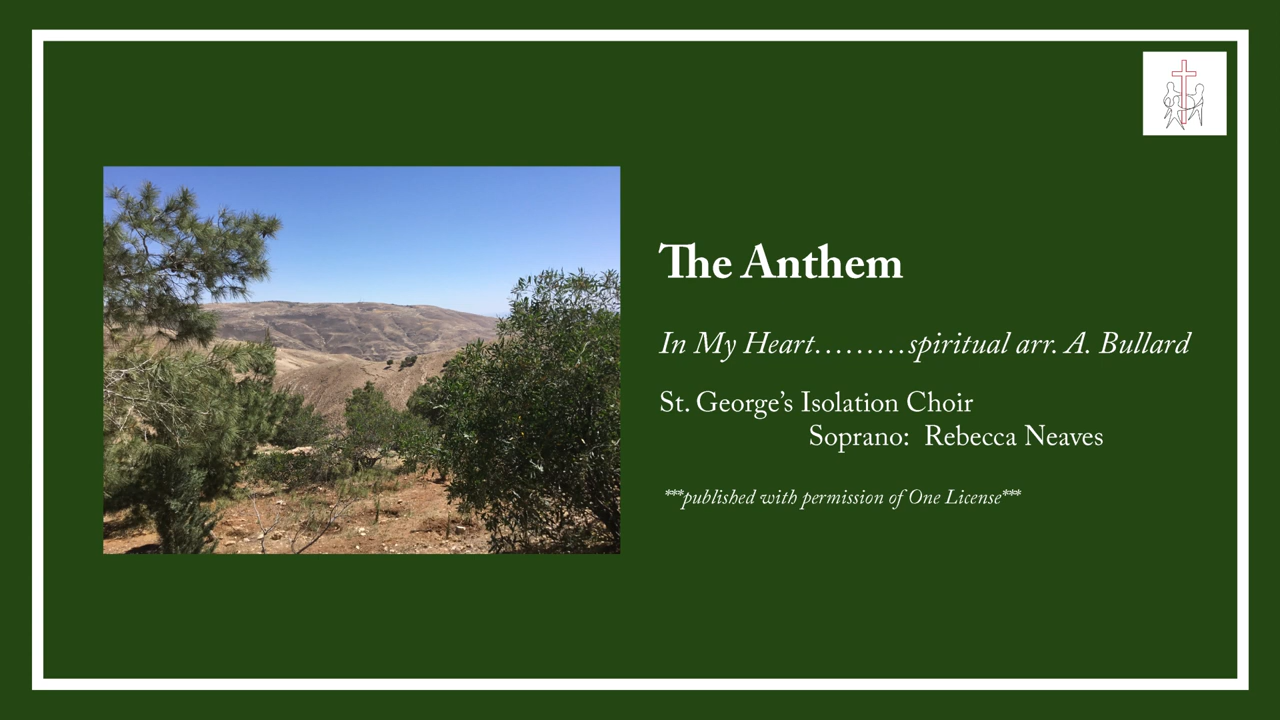 The Anthem
In My Heart.........spiritual arr. A. Bullard
St. George's Isolation Choir
Soprano: Rebecca Neaves
***published with permission of One License***